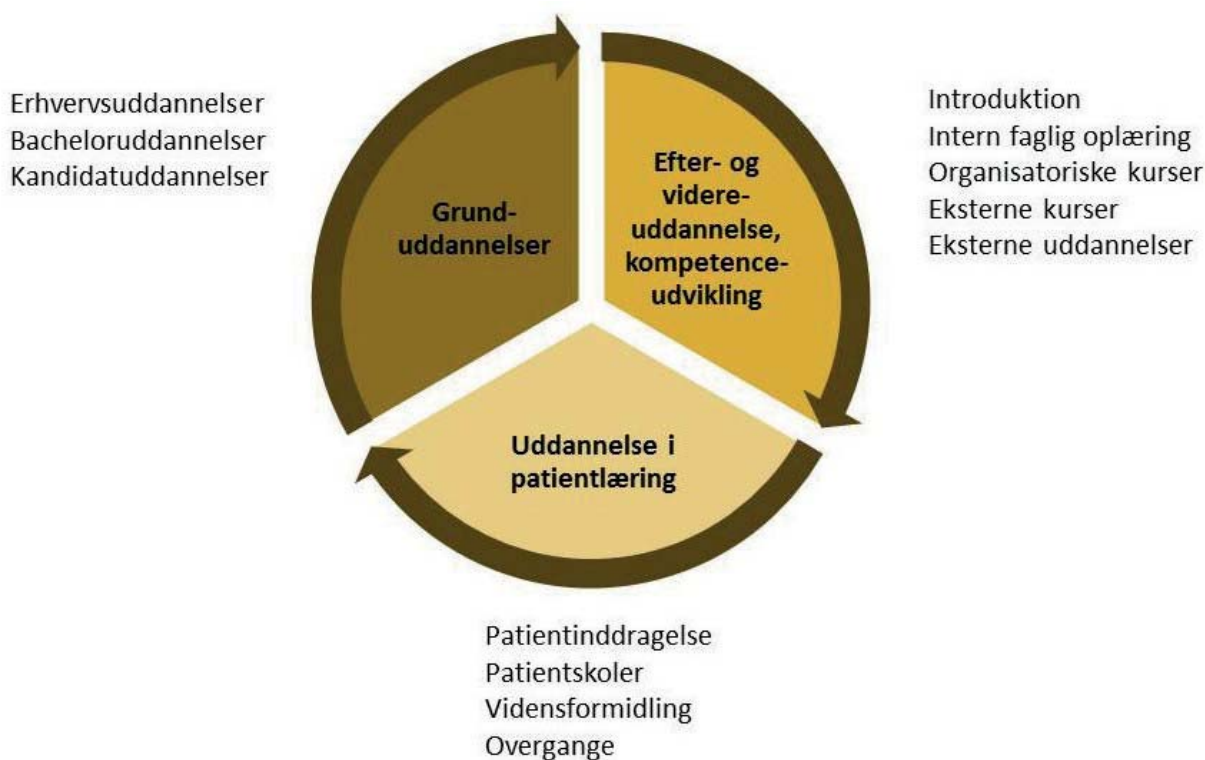 Erhvervsuddannelser
Bacheloruddannelser
Kandidatuddannelser
Grund-
uddannelser
Efter- og
videre-
uddannelse,
kompetence-
udvikling
Introduktion
Intern faglig oplæring
Organisatoriske kurser
Eksterne kurser
Eksterne uddannelser
Uddannelse i
patientlæring
Patientinddragelse
Patientskoler
Vidensformidling
Overgange